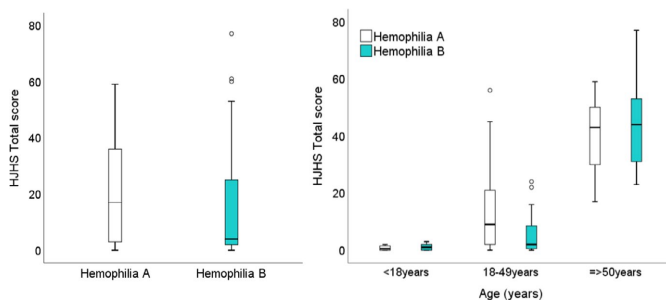 80
60
40
20
0
HJHS Total score
Hemophilia A
Hemophilia B
80
60
40
20
0
HJHS Total score
Hemophilia A
Hemophilia B
<18years
18-49years
=>50years
Age (years)